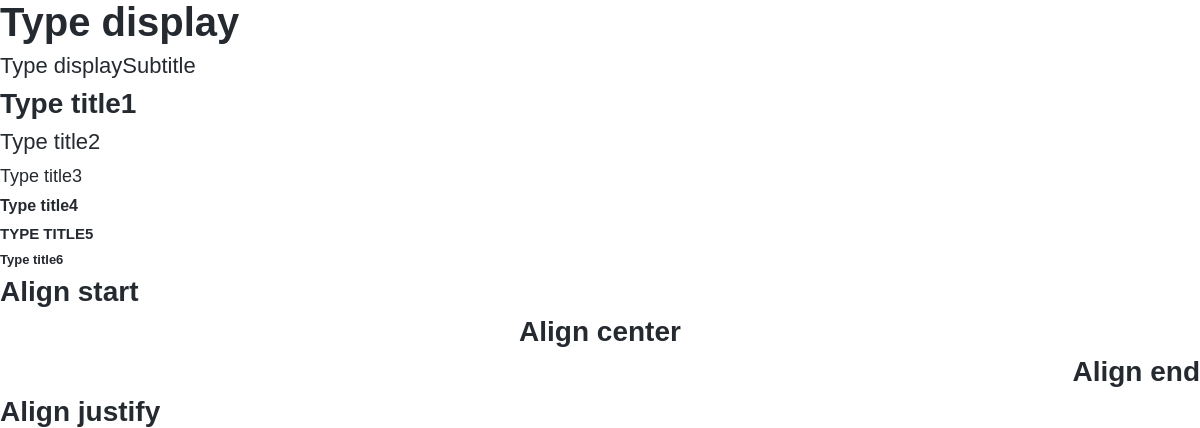 Type display
Type displaySubtitle
Type title1
Type title2
Type title3
Type title4
TYPE TITLE5
Type title6
Align start
Align center
Align end
Align justify